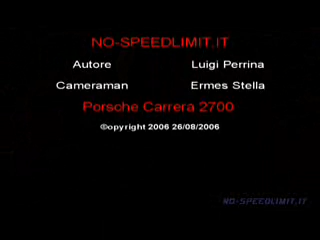 NO-SPEEDLIMIT.IT
Autore Luigi Perrina
Cameraman Ermes Stella
Porsche Carrera 2700
©opyright 2006 26/08/2006
NO-SPEEDLIMIT.IT